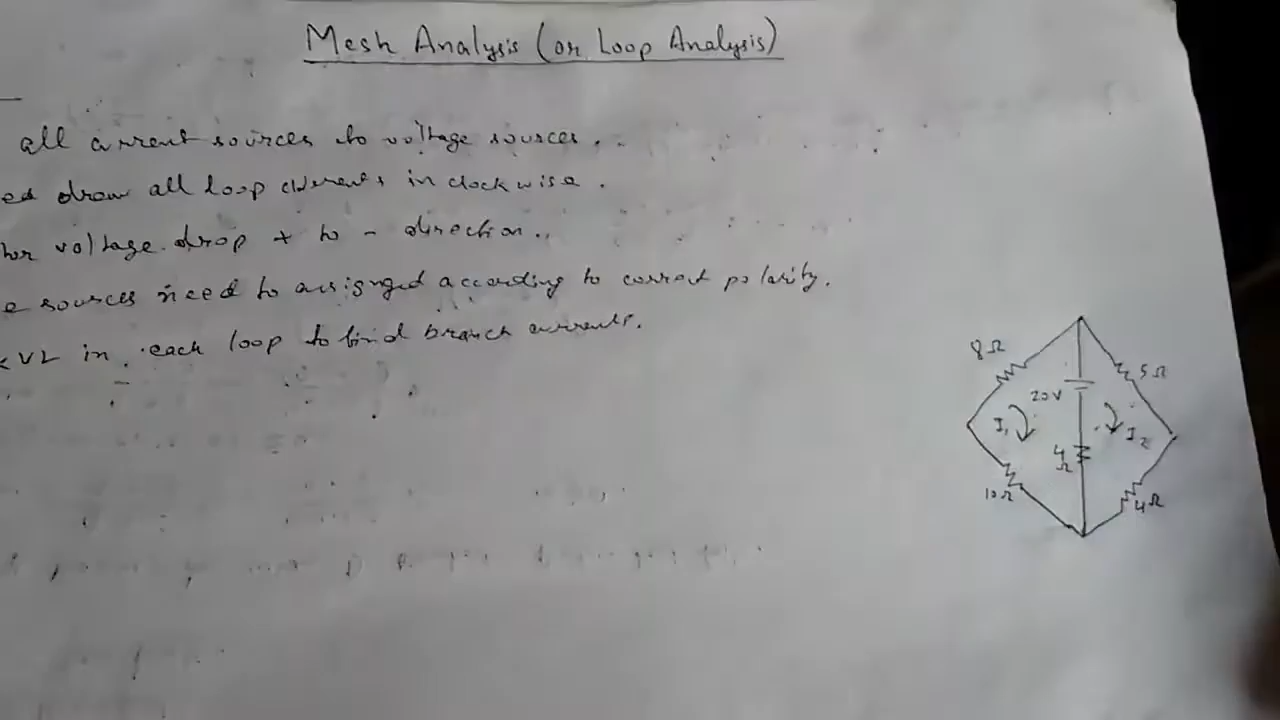 Mesh Analysis (or Loop Analysis)
all current sources to voltage sources.
ed draw all loop currents in clockwise.
voltage drop + to - direction.
e sources need to assigned according to correct polarity.
KVL in each loop to find branch currents.
8Ω
5Ω
20V
I₁
I₂
4Ω
10Ω
4Ω